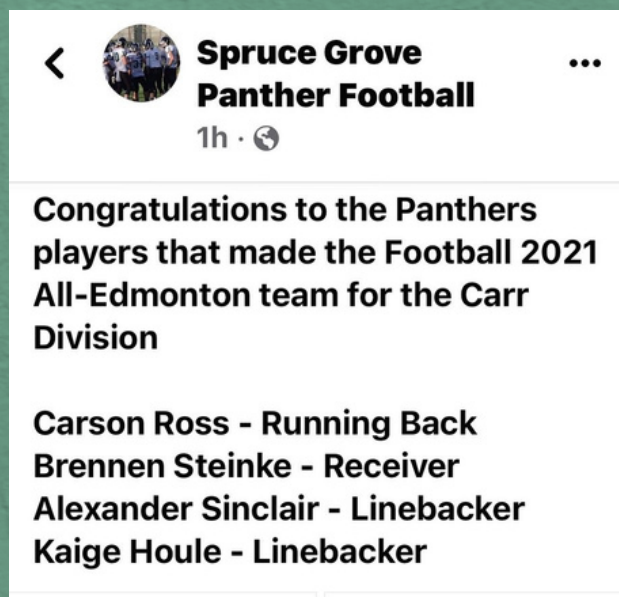 Spruce Grove
Panther Football
1h ·
Congratulations to the Panthers
players that made the Football 2021
All-Edmonton team for the Carr
Division
Carson Ross - Running Back
Brennen Steinke - Receiver
Alexander Sinclair - Linebacker
Kaige Houle - Linebacker